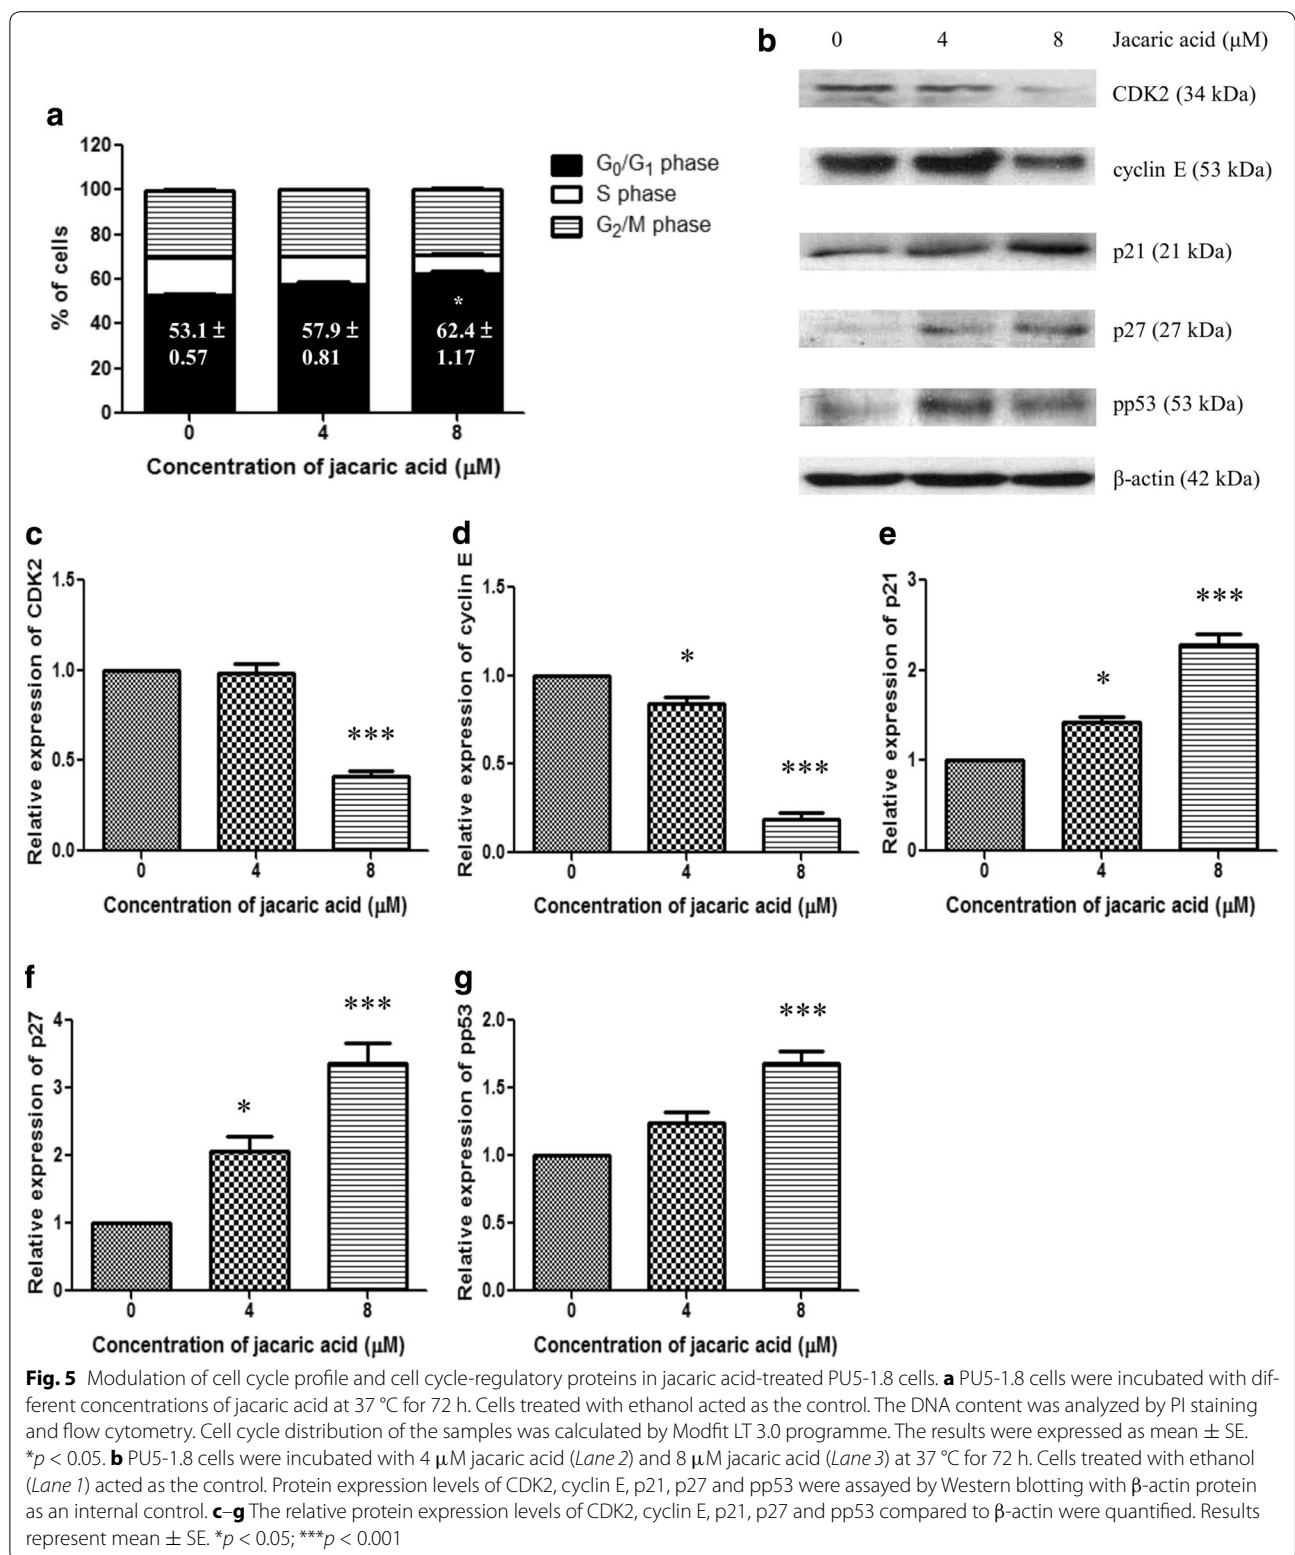 a
120
100
80
60
40
20
0
% of cells
53.1 ±
0.57
57.9 ±
0.81
*
62.4 ±
1.17
0 4 8
Concentration of jacaric acid (μM)
G0/G1 phase
S phase
G2/M phase
b
0 4 8 Jacaric acid (μM)
CDK2 (34 kDa)
cyclin E (53 kDa)
p21 (21 kDa)
p27 (27 kDa)
pp53 (53 kDa)
β-actin (42 kDa)
c
Relative expression of CDK2
1.5
1.0
0.5
0.0
***
0 4 8
Concentration of jacaric acid (μM)
d
Relative expression of cyclin E
1.5
1.0
0.5
0.0
*
***
0 4 8
Concentration of jacaric acid (μM)
e
Relative expression of p21
3
2
1
0
*
***
0 4 8
Concentration of jacaric acid (μM)
f
Relative expression of p27
4
3
2
1
0
*
***
0 4 8
Concentration of jacaric acid (μM)
g
Relative expression of pp53
2.0
1.5
1.0
0.5
0.0
***
0 4 8
Concentration of jacaric acid (μM)
Fig. 5 Modulation of cell cycle profile and cell cycle-regulatory proteins in jacaric acid-treated PU5-1.8 cells. a PU5-1.8 cells were incubated with dif-
ferent concentrations of jacaric acid at 37 °C for 72 h. Cells treated with ethanol acted as the control. The DNA content was analyzed by PI staining
and flow cytometry. Cell cycle distribution of the samples was calculated by Modfit LT 3.0 programme. The results were expressed as mean ± SE.
*p < 0.05. b PU5-1.8 cells were incubated with 4 μM jacaric acid (Lane 2) and 8 μM jacaric acid (Lane 3) at 37 °C for 72 h. Cells treated with ethanol
(Lane 1) acted as the control. Protein expression levels of CDK2, cyclin E, p21, p27 and pp53 were assayed by Western blotting with β-actin protein
as an internal control. c–g The relative protein expression levels of CDK2, cyclin E, p21, p27 and pp53 compared to β-actin were quantified. Results
represent mean ± SE. *p < 0.05; ***p < 0.001